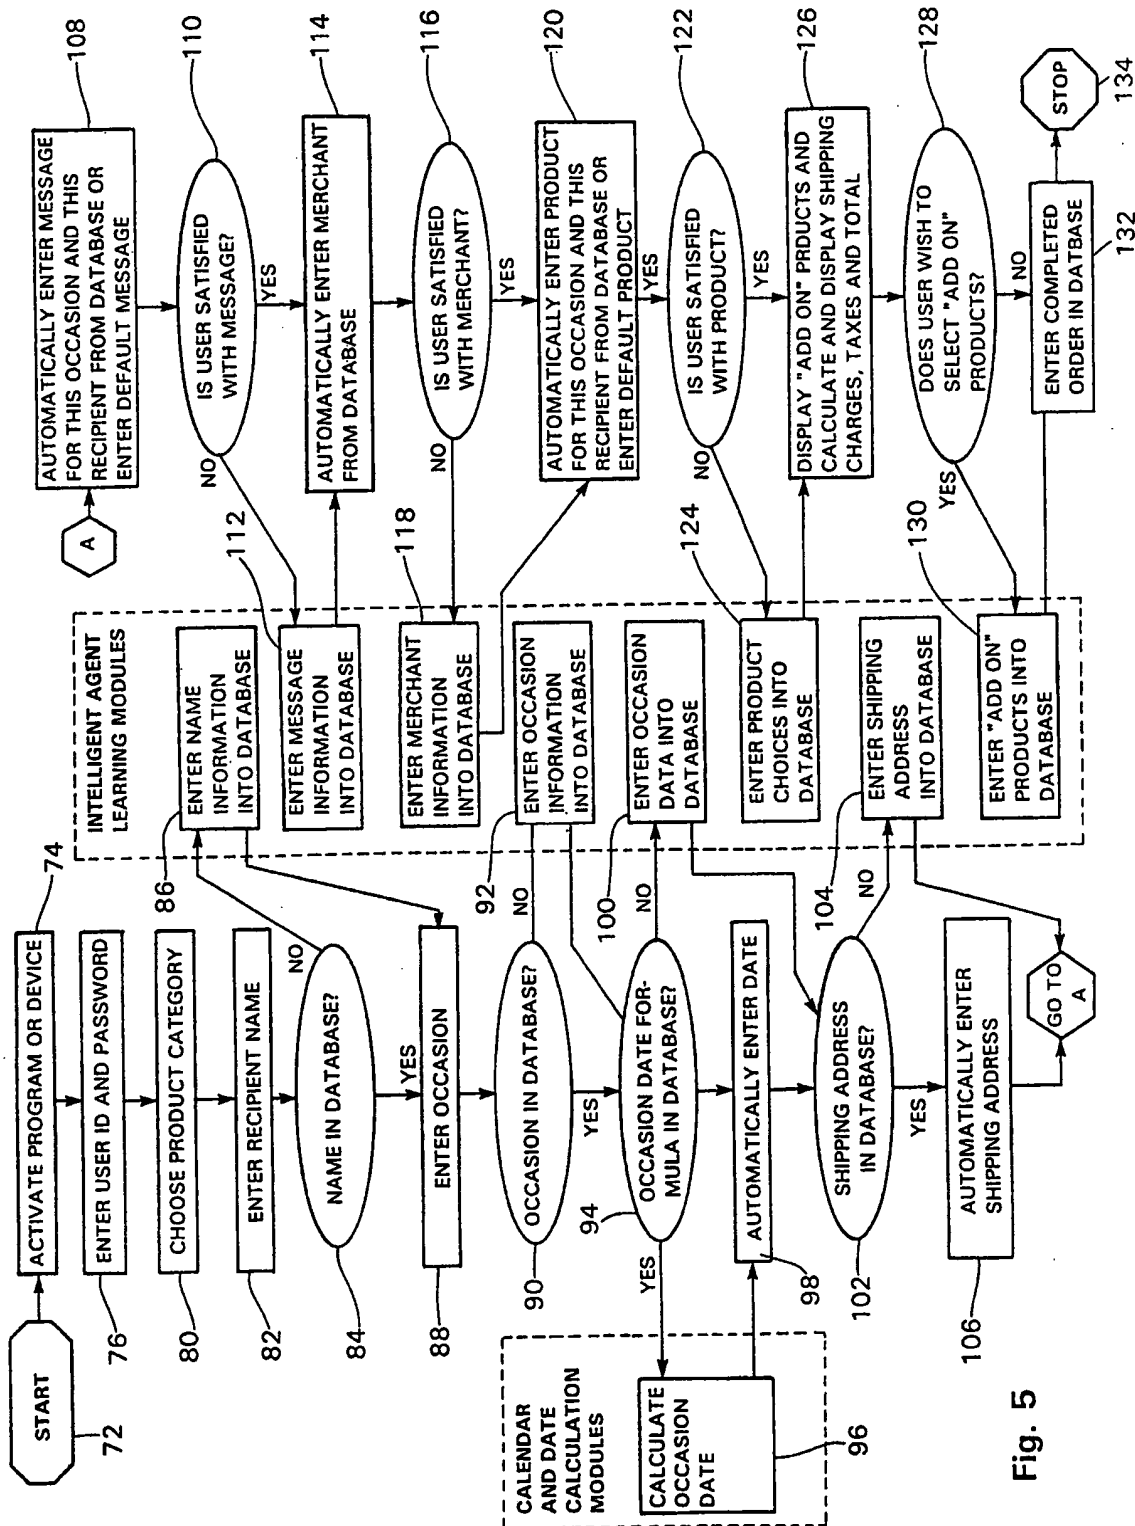 START
72
ACTIVATE PROGRAM OR DEVICE
74
ENTER USER ID AND PASSWORD
76
CHOOSE PRODUCT CATEGORY
80
ENTER RECIPIENT NAME
82
NAME IN DATABASE?
84
NO
YES
ENTER OCCASION
88
OCCASION IN DATABASE?
90
NO
YES
OCCASION DATE FOR-
MULA IN DATABASE?
94
YES
NO
CALENDAR
AND DATE
CALCULATION
MODULES
CALCULATE
OCCASION
DATE
96
AUTOMATICALLY ENTER DATE
98
SHIPPING ADDRESS
IN DATABASE?
102
NO
YES
AUTOMATICALLY ENTER
SHIPPING ADDRESS
106
GO TO
A
INTELLIGENT AGENT
LEARNING MODULES
ENTER NAME
INFORMATION
INTO DATABASE
86
ENTER MESSAGE
INFORMATION
INTO DATABASE
112
ENTER MERCHANT
INFORMATION
INTO DATABASE
118
ENTER OCCASION
INFORMATION
INTO DATABASE
92
ENTER OCCASION
DATA INTO
DATABASE
100
ENTER PRODUCT
CHOICES INTO
DATABASE
124
ENTER SHIPPING
ADDRESS
INTO DATABASE
104
ENTER "ADD ON"
PRODUCTS INTO
DATABASE
130
A
AUTOMATICALLY ENTER MESSAGE
FOR THIS OCCASION AND THIS
RECIPIENT FROM DATABASE OR
ENTER DEFAULT MESSAGE
108
IS USER SATISFIED
WITH MESSAGE?
110
NO
YES
AUTOMATICALLY ENTER MERCHANT
FROM DATABASE
114
IS USER SATISFIED
WITH MERCHANT?
116
NO
YES
AUTOMATICALLY ENTER PRODUCT
FOR THIS OCCASION AND THIS
RECIPIENT FROM DATABASE OR
ENTER DEFAULT PRODUCT
120
YES
IS USER SATISFIED
WITH PRODUCT?
122
NO
YES
DISPLAY "ADD ON" PRDUCTS AND
CALCULATE AND DISPLAY SHIPPING
CHARGES, TAXES AND TOTAL
126
DOES USER WISH TO
SELECT "ADD ON"
PRODUCTS?
128
YES
NO
ENTER COMPLETED
ORDER IN DATBASE
132
STOP
134
Fig. 5